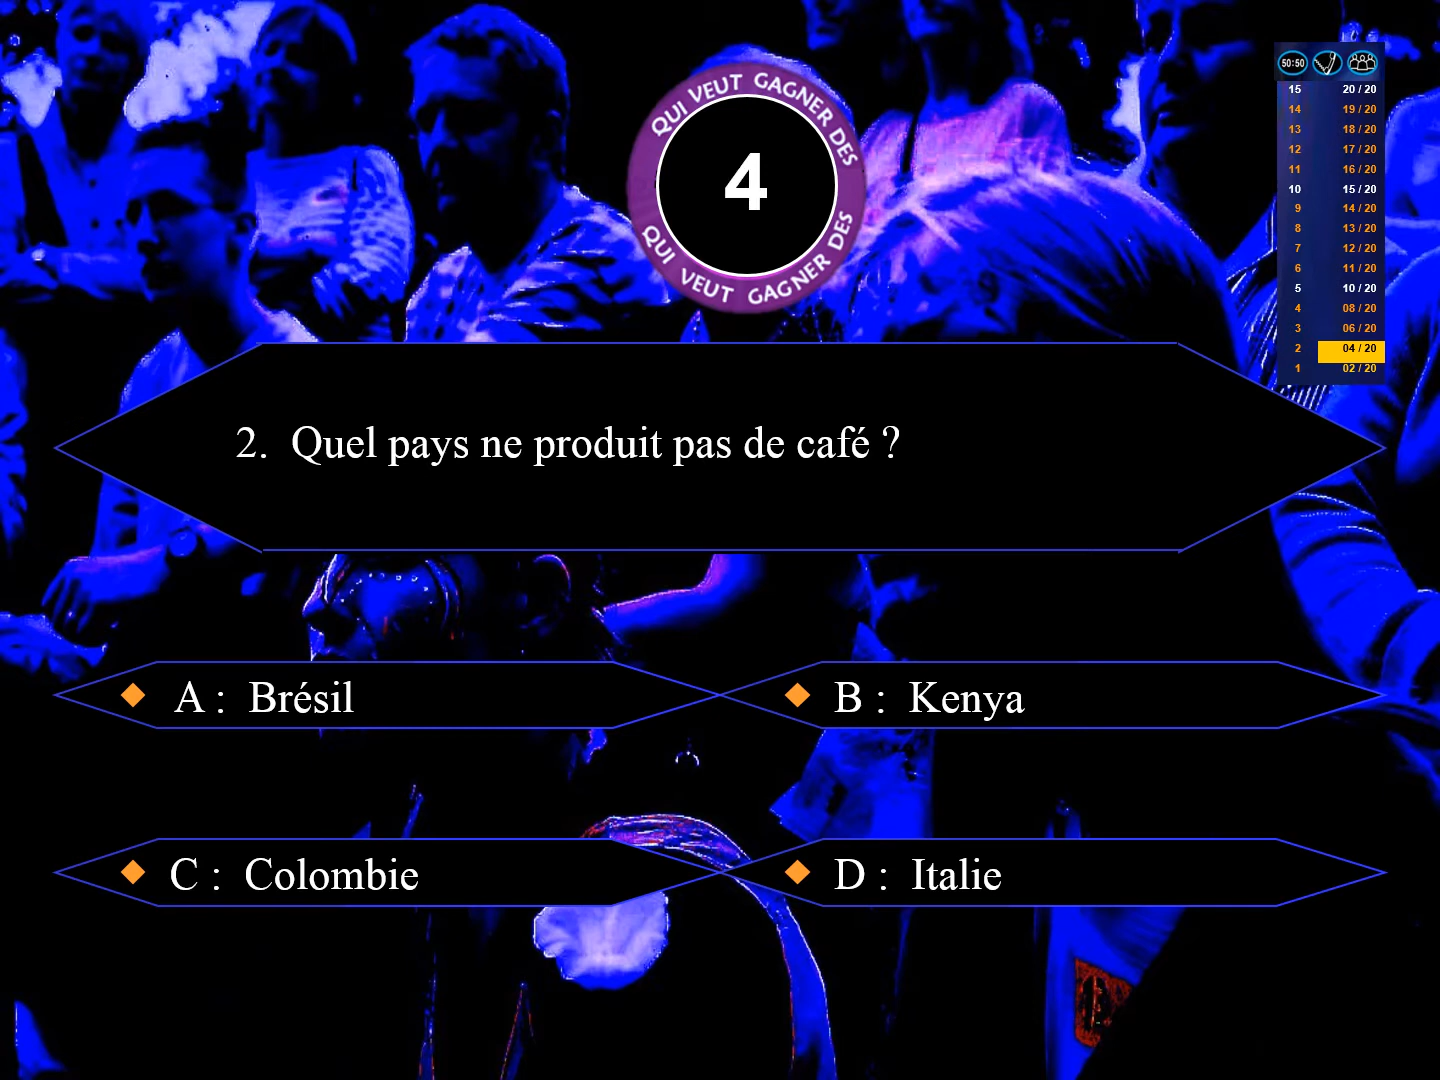 QUI VEUT GAGNER DES
4
QUI VEUT GAGNER DES
50:50
15 20 / 20
14 19 / 20
13 18 / 20
12 17 / 20
11 16 / 20
10 15 / 20
9 14 / 20
8 13 / 20
7 12 / 20
6 11 / 20
5 10 / 20
4 08 / 20
3 06 / 20
2 04 / 20
1 02 / 20
2. Quel pays ne produit pas de café ?
A : Brésil
B : Kenya
C : Colombie
D : Italie